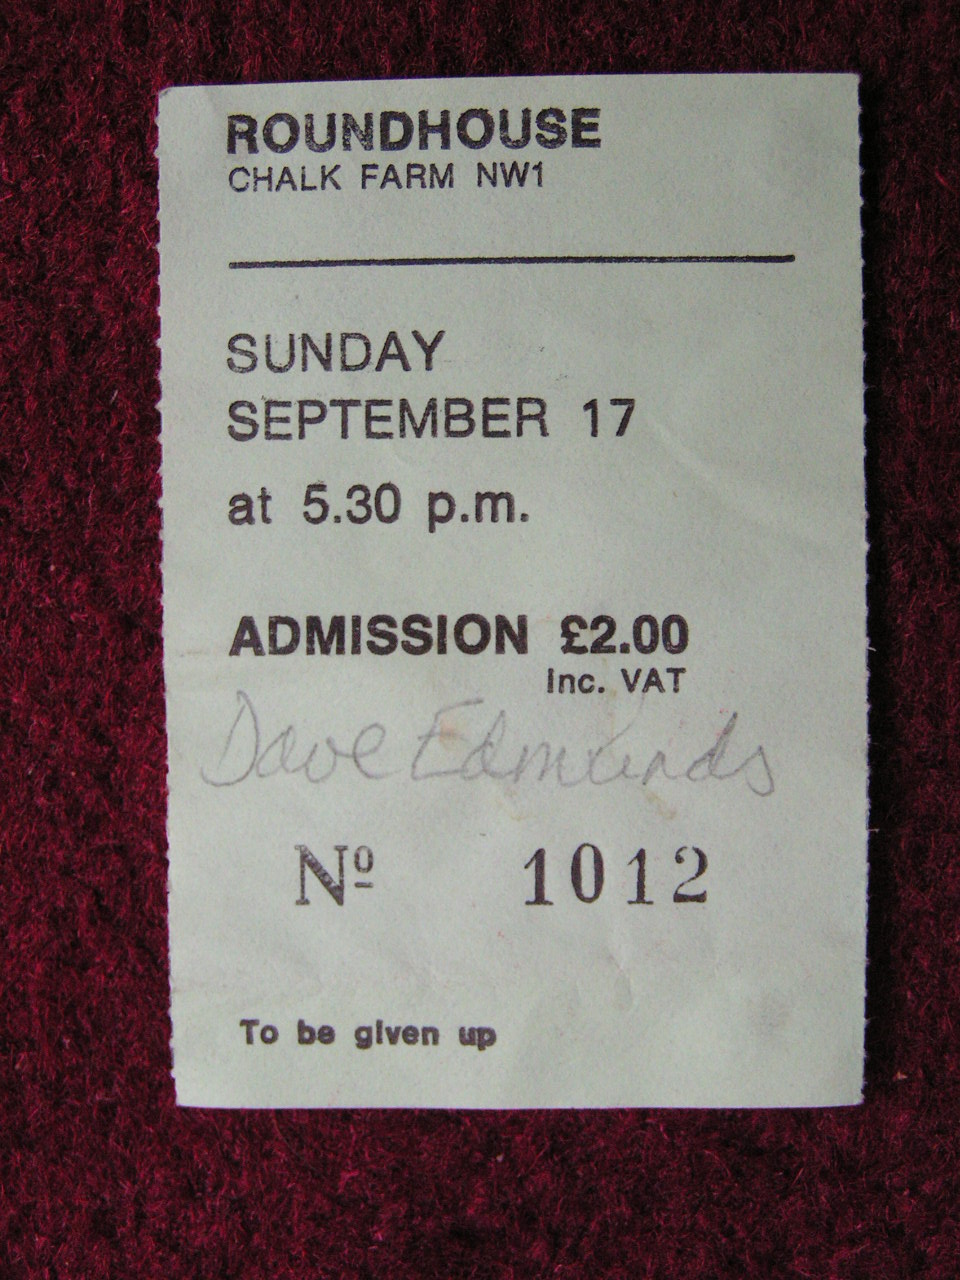 ROUNDHOUSE
CHALK FARM NW1
SUNDAY
SEPTEMBER 17
at 5.30 p.m.
ADMISSION £2.00
Inc. VAT
Dave Edmunds
Nº 1012
To be given up